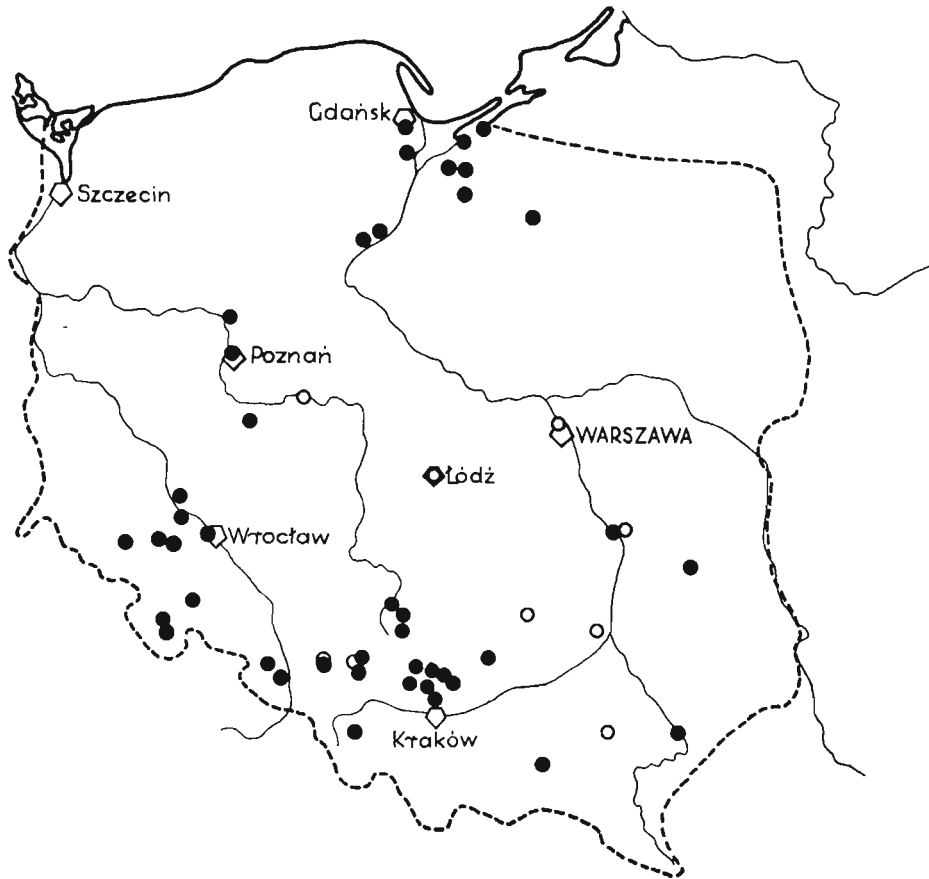 Gdańsk
Szczecin
Poznań
WARSZAWA
Łódź
Wrocław
Kraków